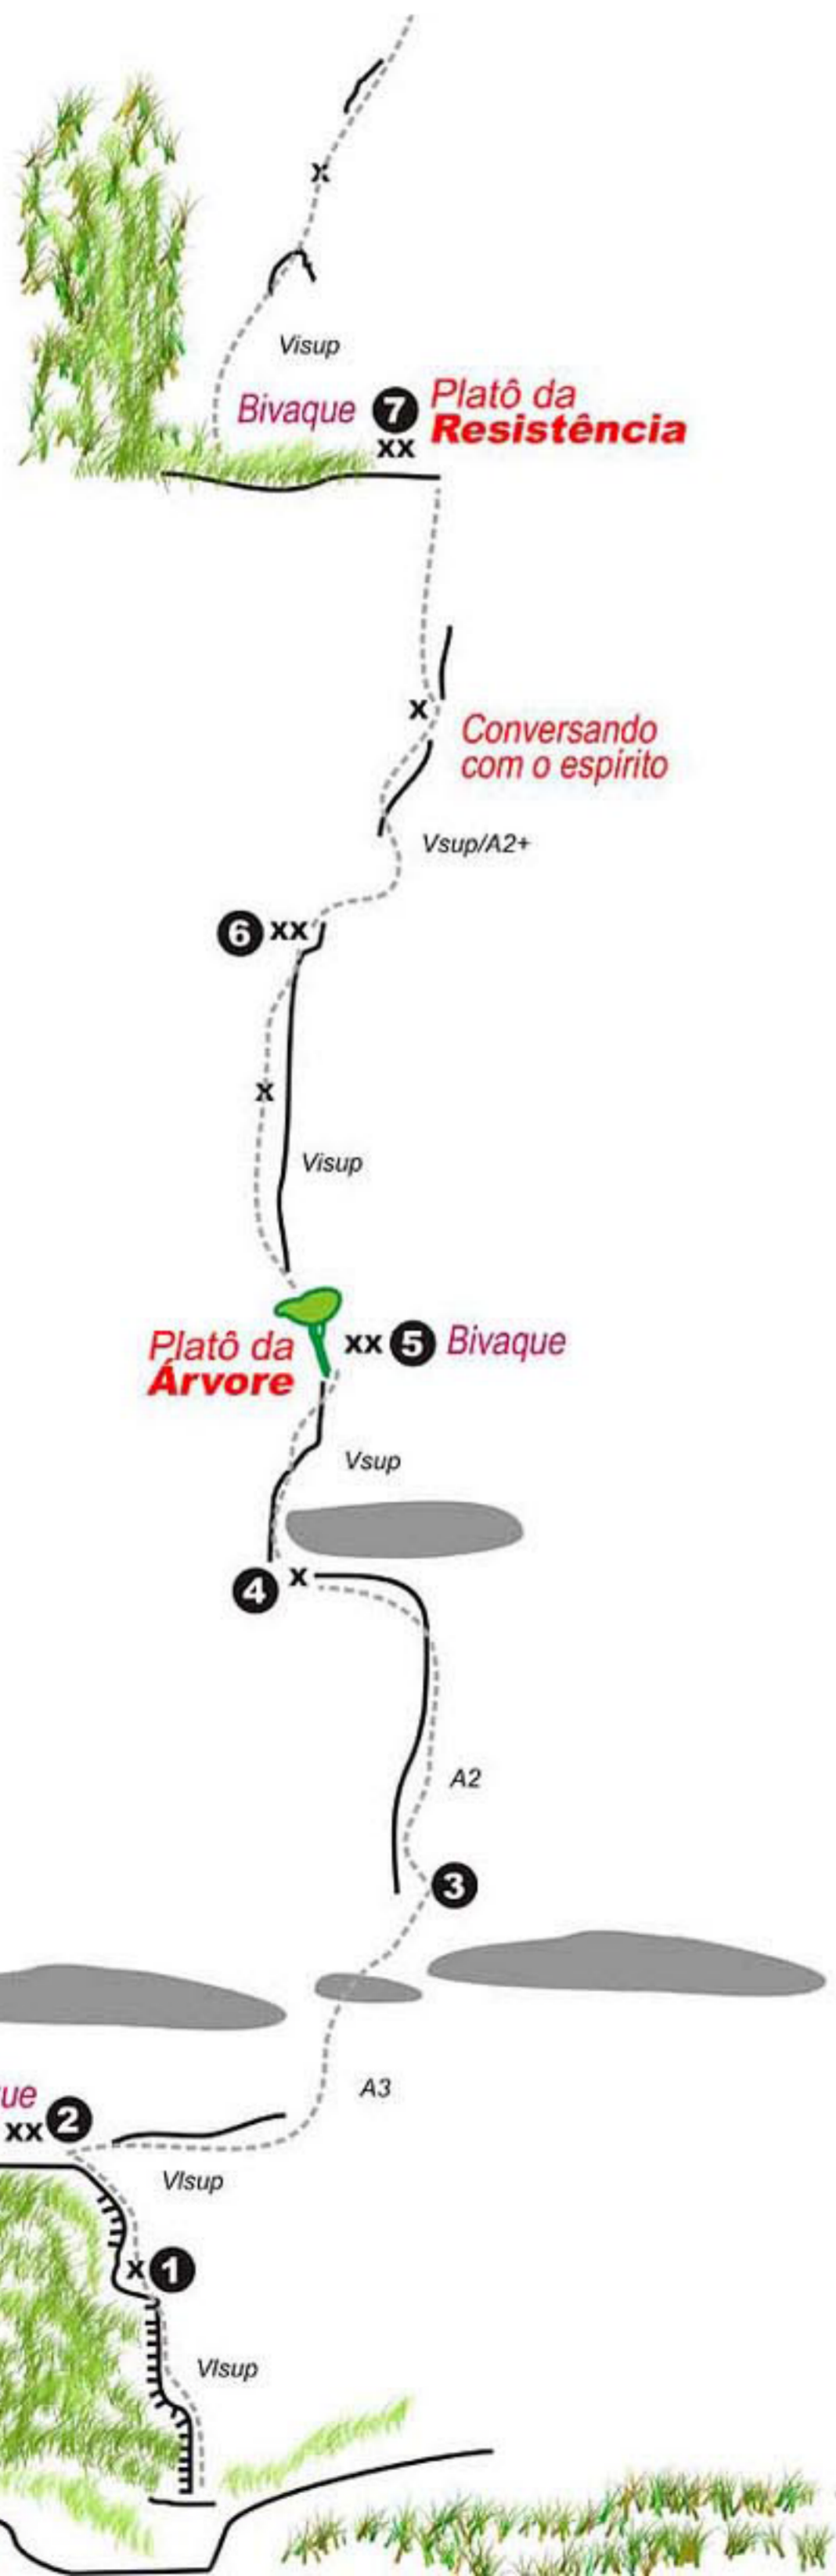 x
Visup
Bivaque 7 Platô da
Resistência
xx
x
Conversando
com o espírito
Vsup/A2+
6 xx
x
Visup
Platô da
Árvore
xx 5 Bivaque
Vsup
4 x
A2
3
A3
ue
xx 2
VIsup
x 1
VIsup